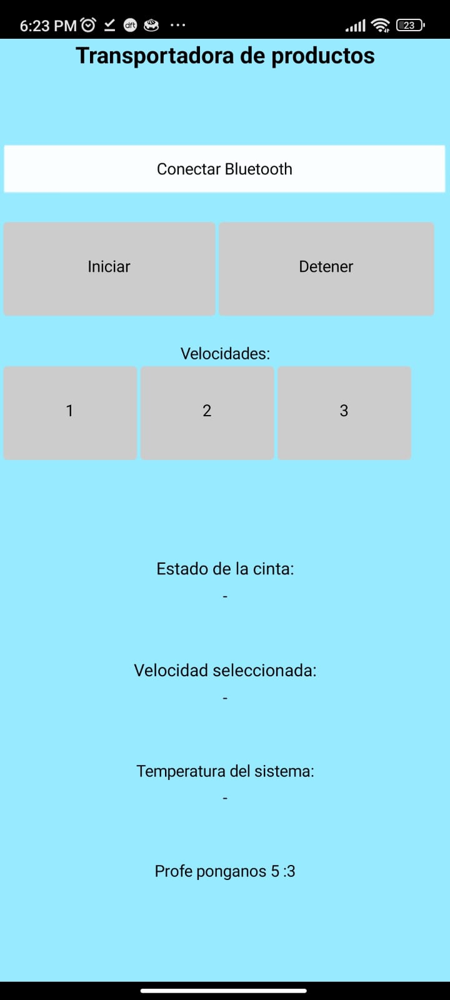 6:23 PM dft ... 23
Transportadora de productos
Conectar Bluetooth
Iniciar Detener
Velocidades:
1 2 3
Estado de la cinta:
-
Velocidad seleccionada:
-
Temperatura del sistema:
-
Profe ponganos 5 :3